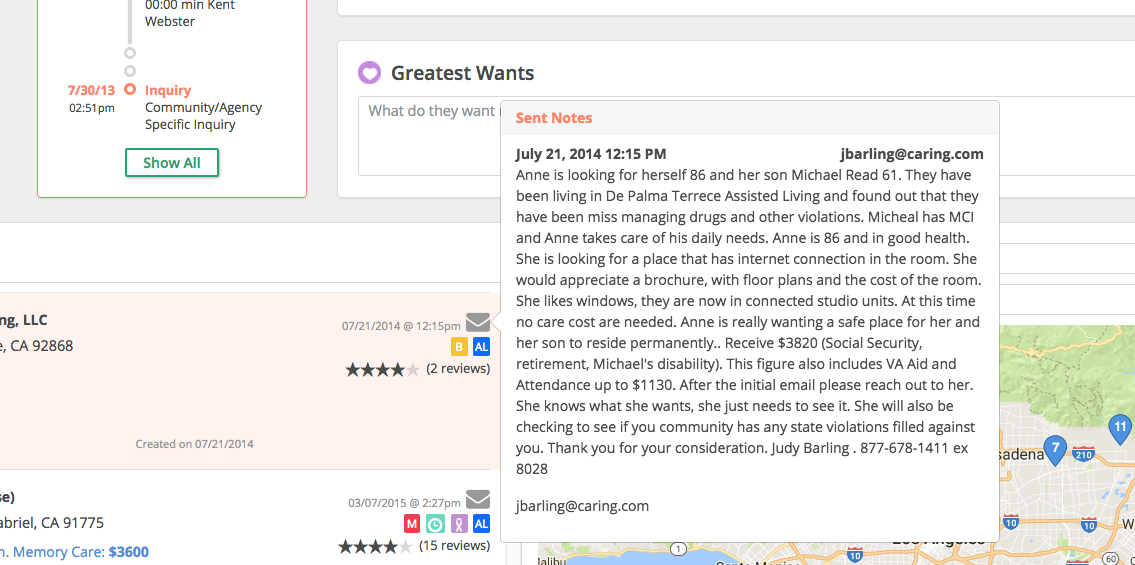 00:00 min Kent
Webster
7/30/13
Inquiry
02:51pm
Community/Agency
Specific Inquiry
Show All
Greatest Wants
What do they want
Sent Notes
July 21, 2014 12:15 PM
jbarling@caring.com
Anne is looking for herself 86 and her son Michael Read 61. They have
been living in De Palma Terrece Assisted Living and found out that they
have been miss managing drugs and other violations. Micheal has MCI
and Anne takes care of his daily needs. Anne is 86 and in good health.
She is looking for a place that has internet connection in the room. She
would appreciate a brochure, with floor plans and the cost of the room.
She likes windows, they are now in connected studio units. At this time
no care cost are needed. Anne is really wanting a safe place for her and
her son to reside permanently.. Receive $3820 (Social Security,
retirement, Michael's disability). This figure also includes VA Aid and
Attendance up to $1130. After the initial email please reach out to her.
She knows what she wants, she just needs to see it. She will also be
checking to see if you community has any state violations filled against
you. Thank you for your consideration. Judy Barling . 877-678-1411 ex
8028
jbarling@caring.com
ng, LLC
e, CA 92868
07/21/2014 @ 12:15pm
B AL
(2 reviews)
Created on 07/21/2014
se)
abriel, CA 91775
n. Memory Care: $3600
03/07/2015 @ 2:27pm
M AL
(15 reviews)
11
7
sadena
210
10
10
W
1
10
60